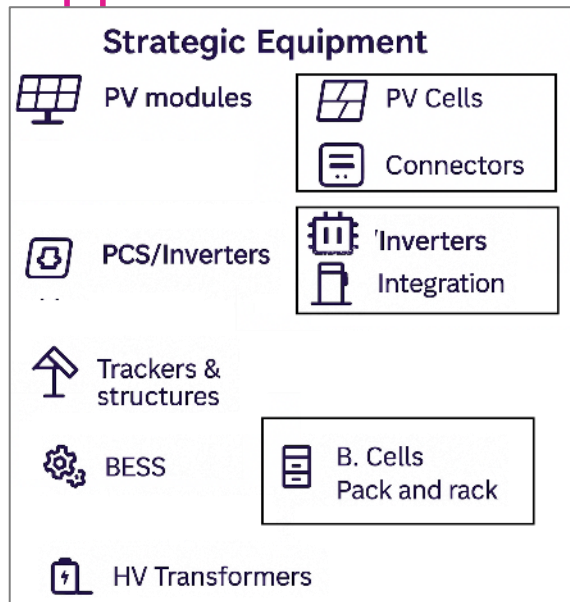 Strategic Equipment
PV modules
PV Cells
Connectors
PCS/Inverters
'Inverters
Integration
Trackers &
structures
BESS
B. Cells
Pack and rack
HV Transformers